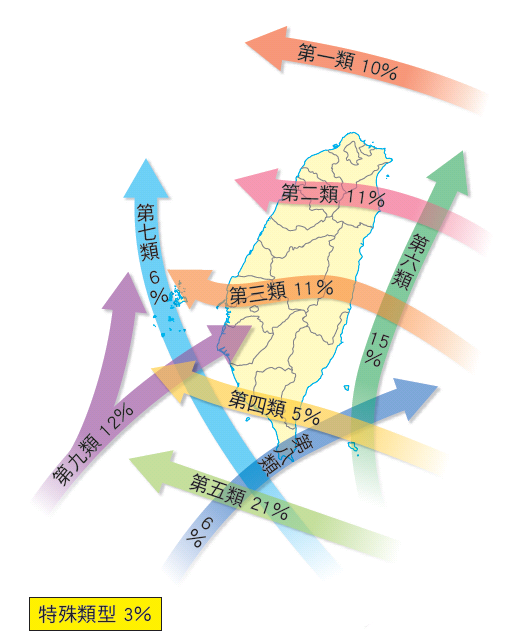 第一類 10%
第二類 11%
第三類 11%
第四類 5%
第五類 21%
第六類 15%
第七類 6%
第八類 6%
第九類 12%
特殊類型 3%